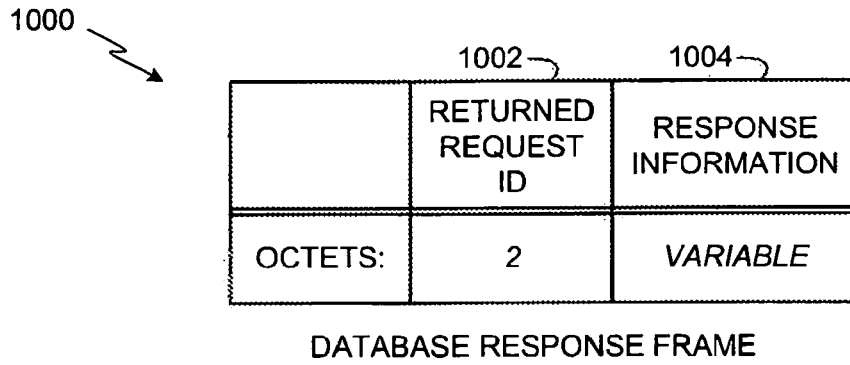 1000
1002
1004
RETURNED
REQUEST
ID
RESPONSE
INFORMATION
OCTETS:
2
VARIABLE
DATABASE RESPONSE FRAME